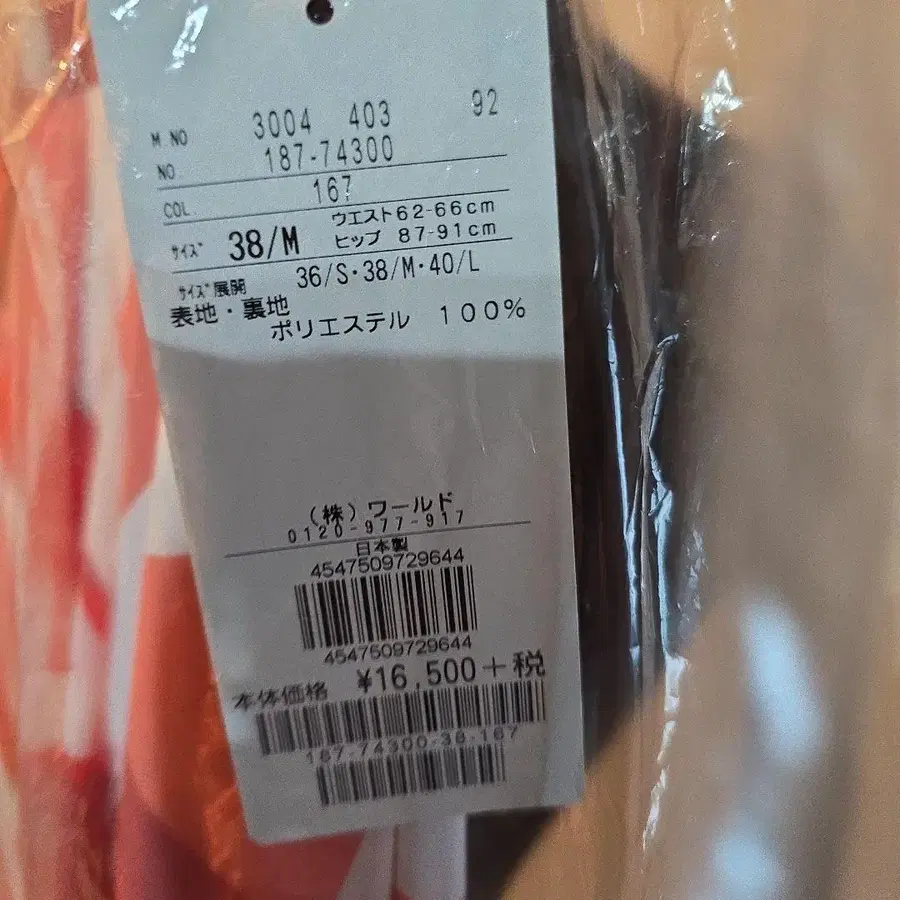 M.NO 3004 403 92
NO. 187-74300
COL. 167
サイズ 38/M ウエスト62-66cm
ヒップ 87-91cm
サイズ展開 36/S・38/M・40/L
表地・裏地
ポリエステル 100%
(株)ワールド
0120-977-917
日本製
4547509729644
4547509729644
本体価格 ¥16,500+税
187-74300-38-167